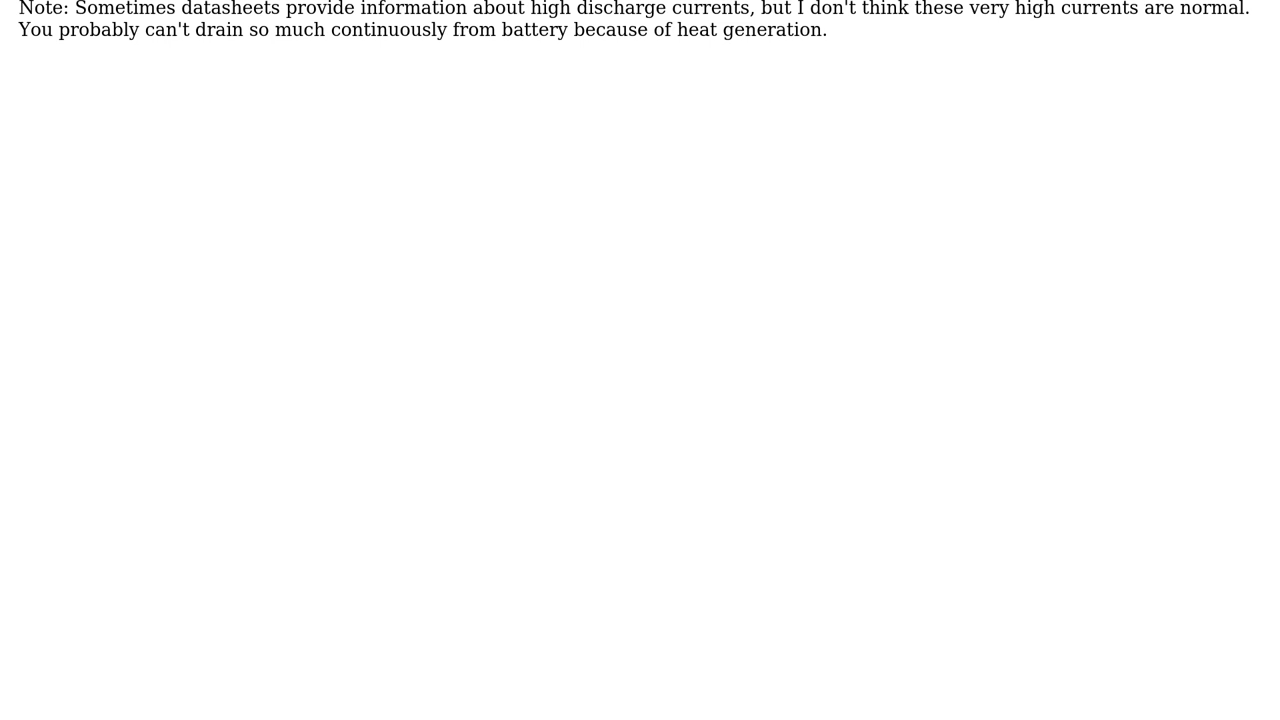 Note: Sometimes datasheets provide information about high discharge currents, but I don't think these very high currents are normal.
You probably can't drain so much continuously from battery because of heat generation.